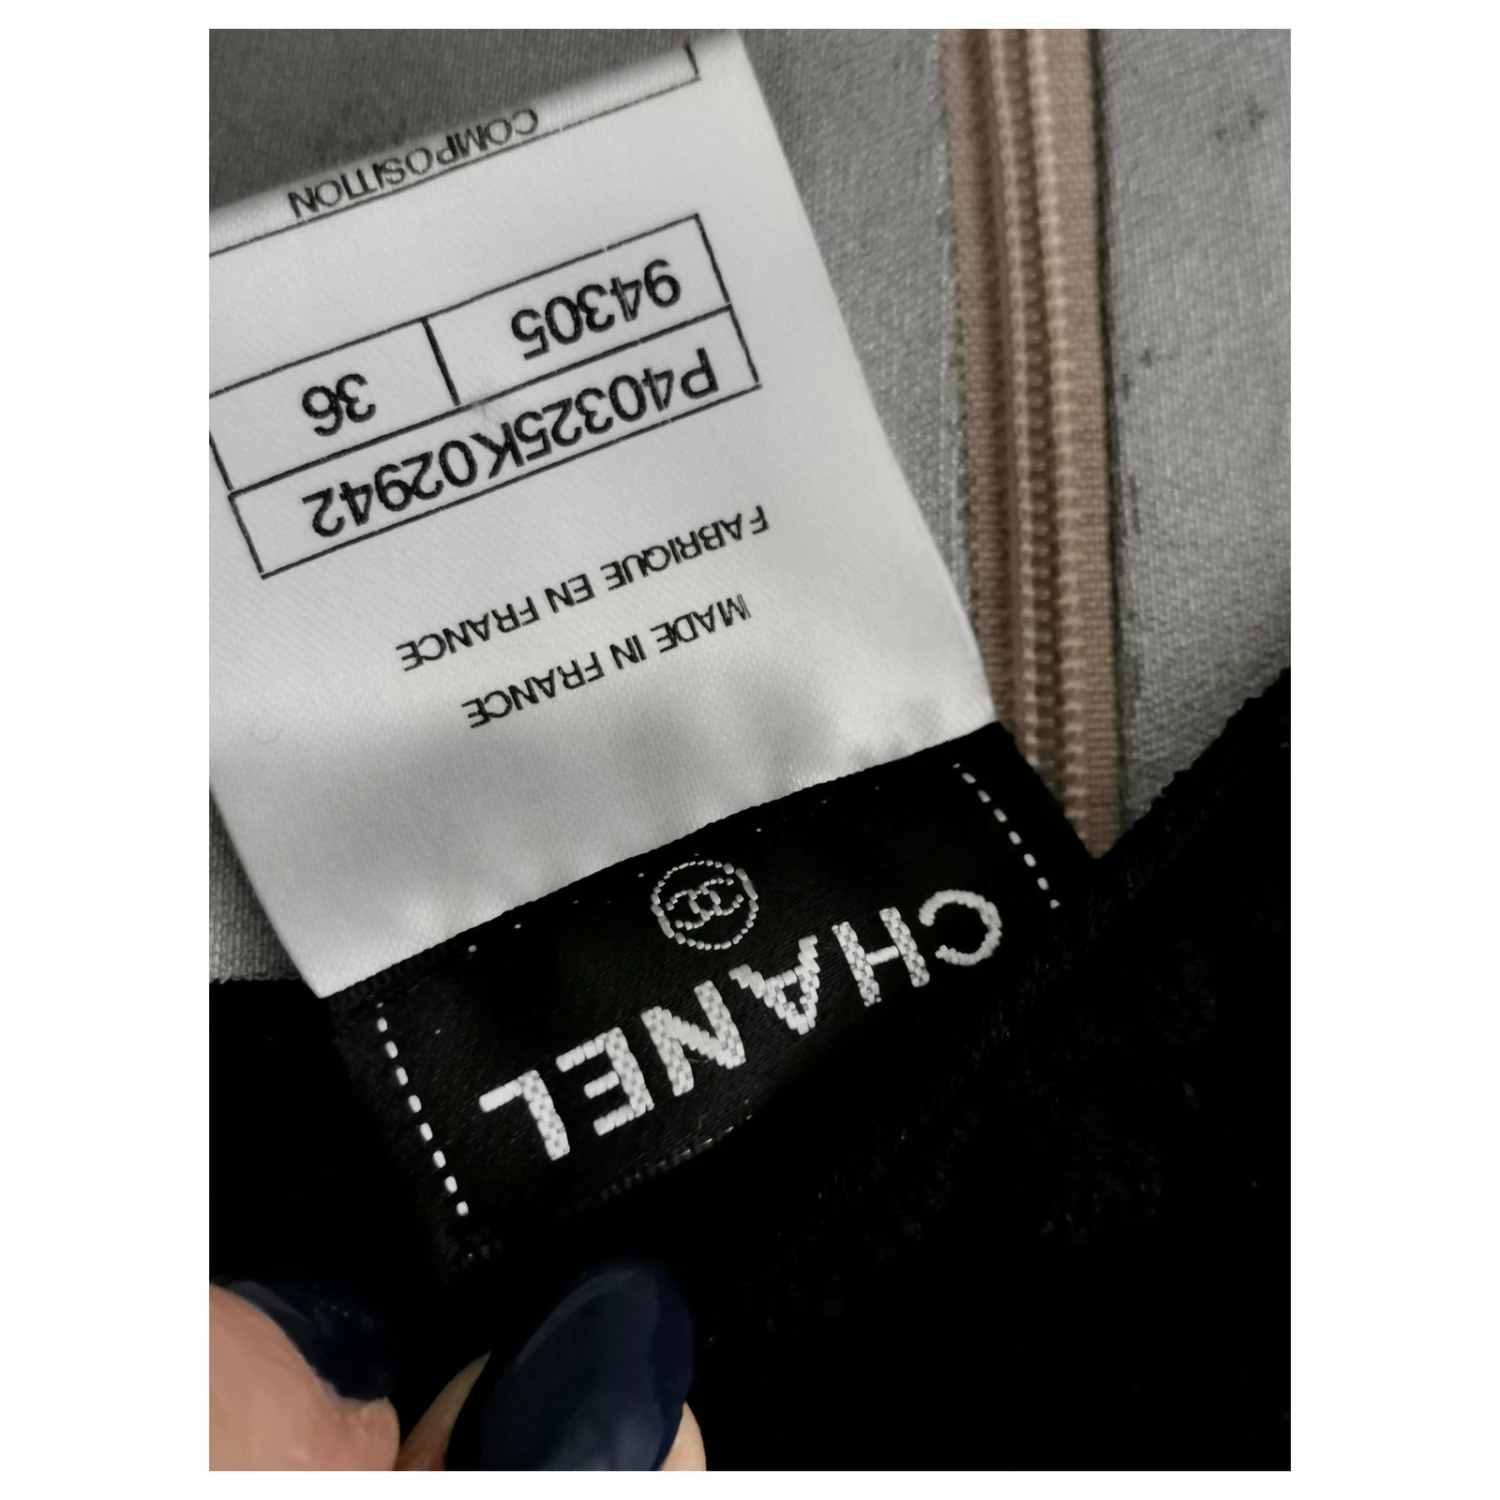 CHANEL
MADE IN FRANCE
FABRIQUE EN FRANCE
P40325K02942
94305 36
COMPOSITION